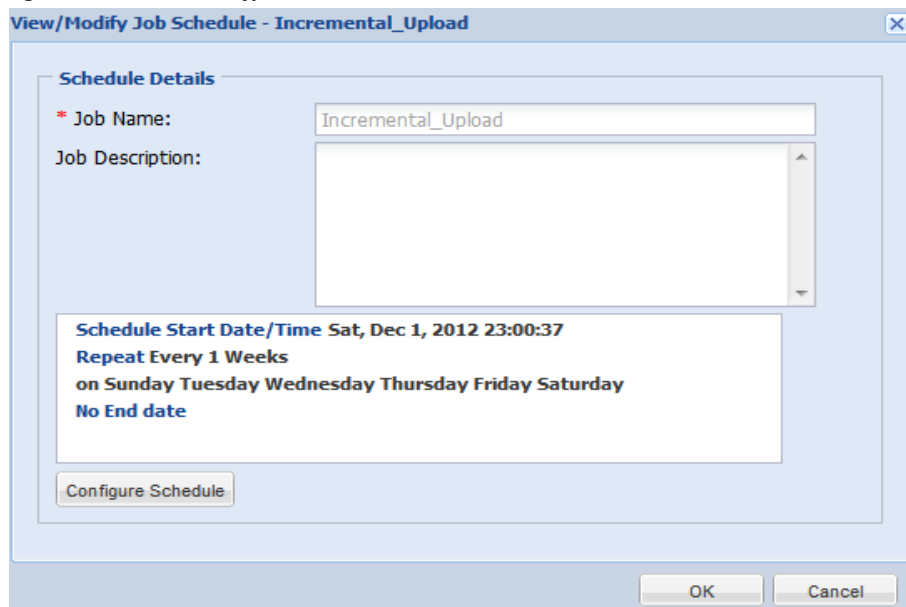 View/Modify Job Schedule - Incremental_Upload
Schedule Details
* Job Name: Incremental_Upload
Job Description:
Schedule Start Date/Time Sat, Dec 1, 2012 23:00:37
Repeat Every 1 Weeks
on Sunday Tuesday Wednesday Thursday Friday Saturday
No End date
Configure Schedule
OK Cancel